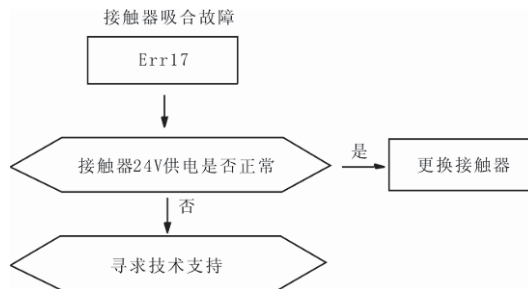 接触器吸合故障
Err17
接触器24V供电是否正常
是
更换接触器
否
寻求技术支持